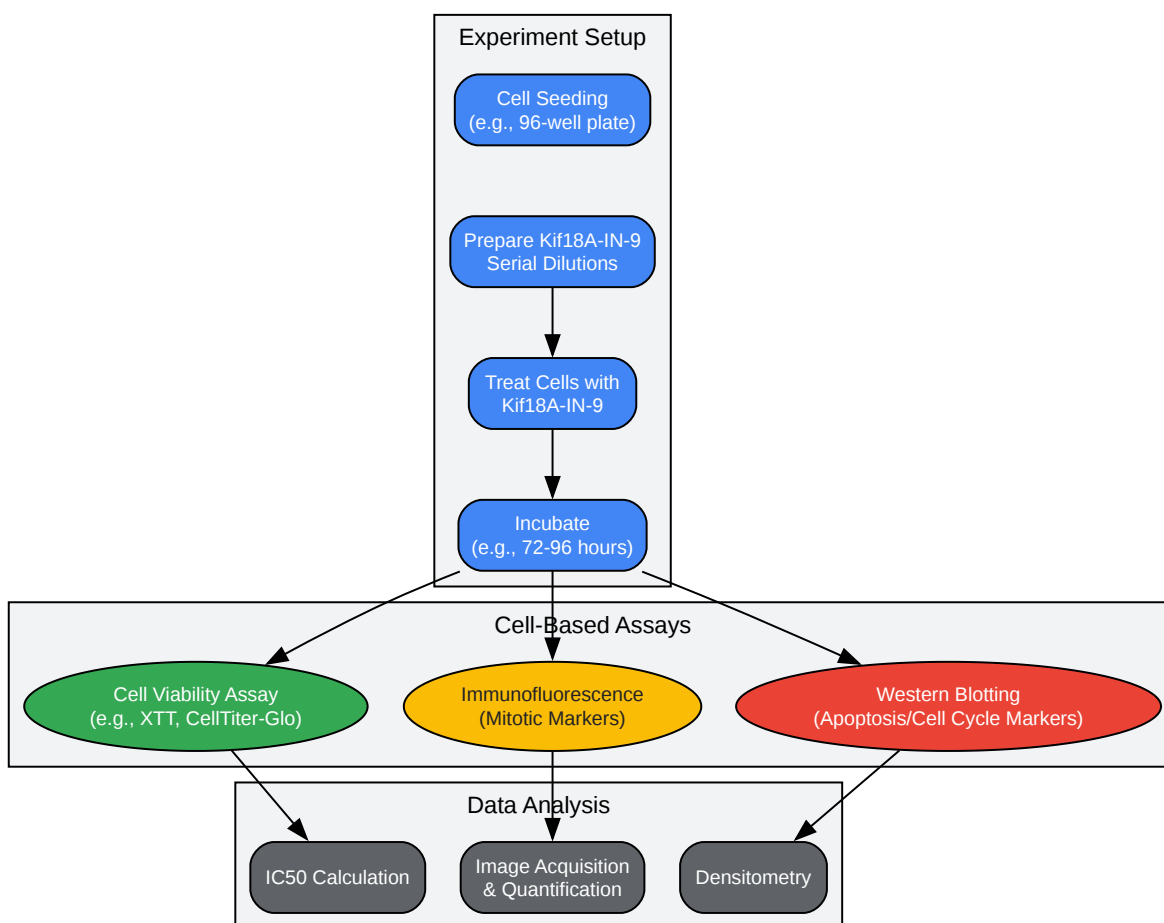 Experiment Setup
Cell Seeding
(e.g., 96-well plate)
Prepare Kif18A-IN-9
Serial Dilutions
Treat Cells with
Kif18A-IN-9
Incubate
(e.g., 72-96 hours)
Cell-Based Assays
Cell Viability Assay
(e.g., XTT, CellTiter-Glo)
Immunofluorescence
(Mitotic Markers)
Western Blotting
(Apoptosis/Cell Cycle Markers)
Data Analysis
IC50 Calculation
Image Acquisition
& Quantification
Densitometry